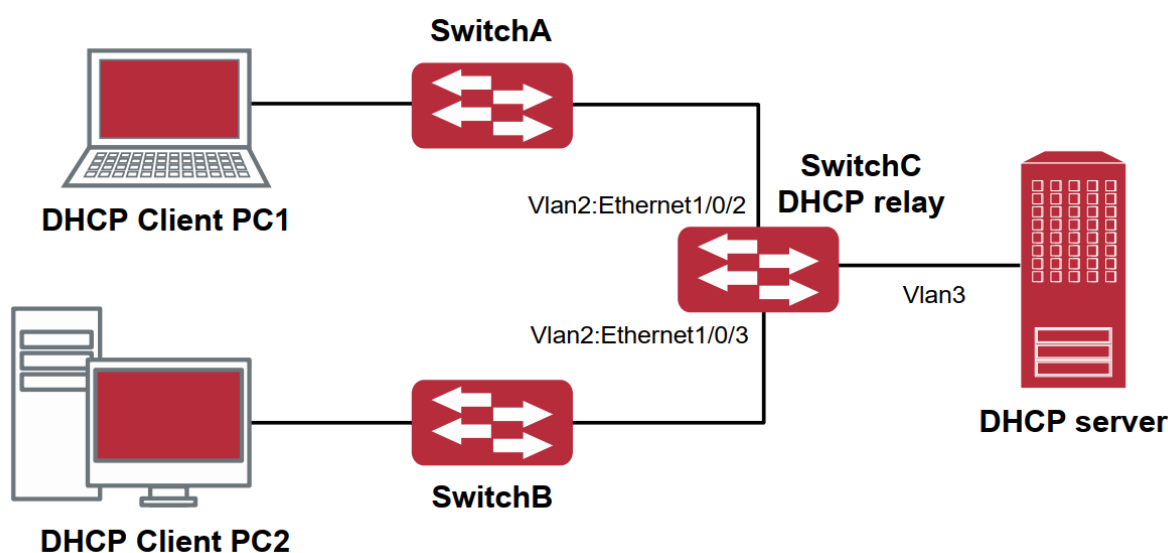 SwitchA
DHCP Client PC1
Vlan2:Ethernet1/0/2
SwitchC
DHCP relay
Vlan3
Vlan2:Ethernet1/0/3
DHCP server
SwitchB
DHCP Client PC2